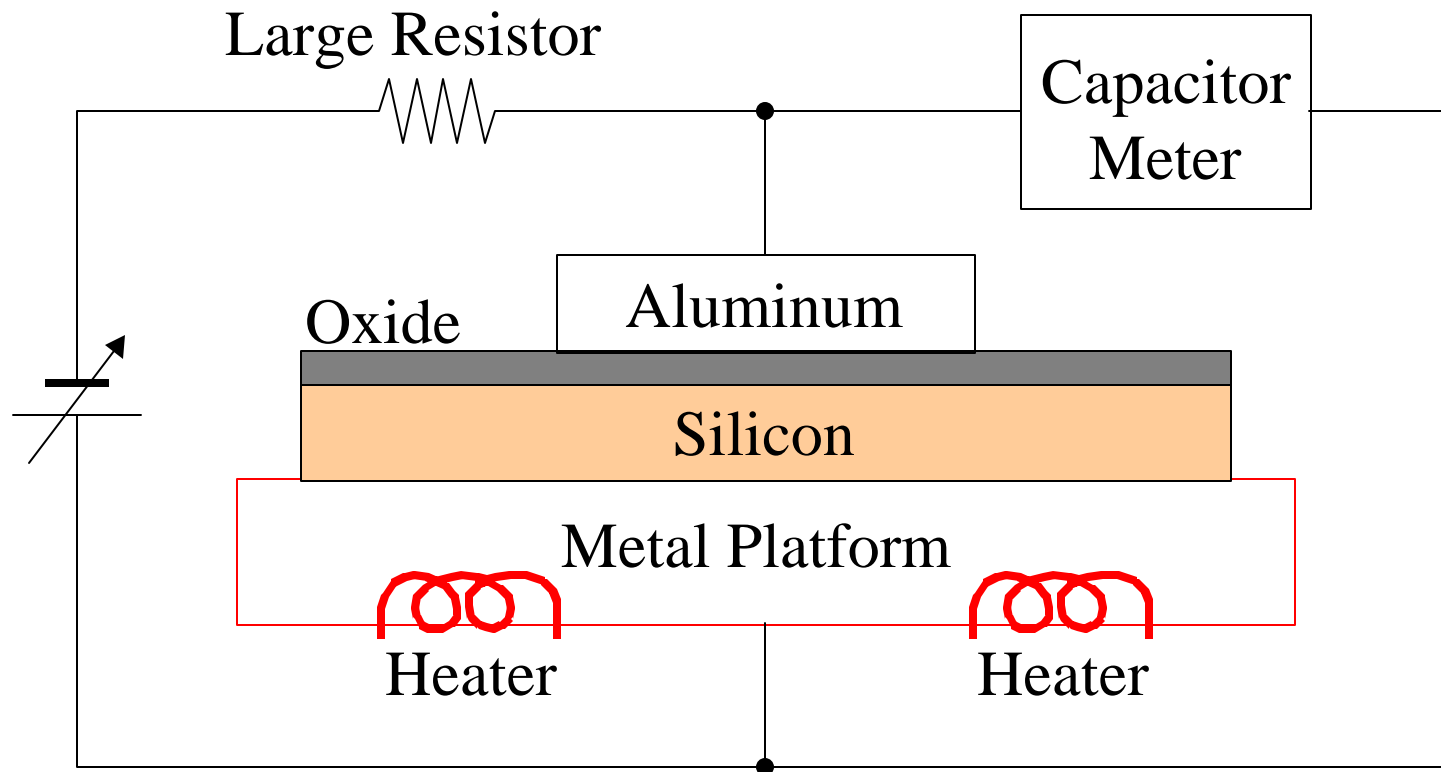 Large Resistor
Capacitor
Meter
Aluminum
Oxide
Silicon
Metal Platform
Heater
Heater